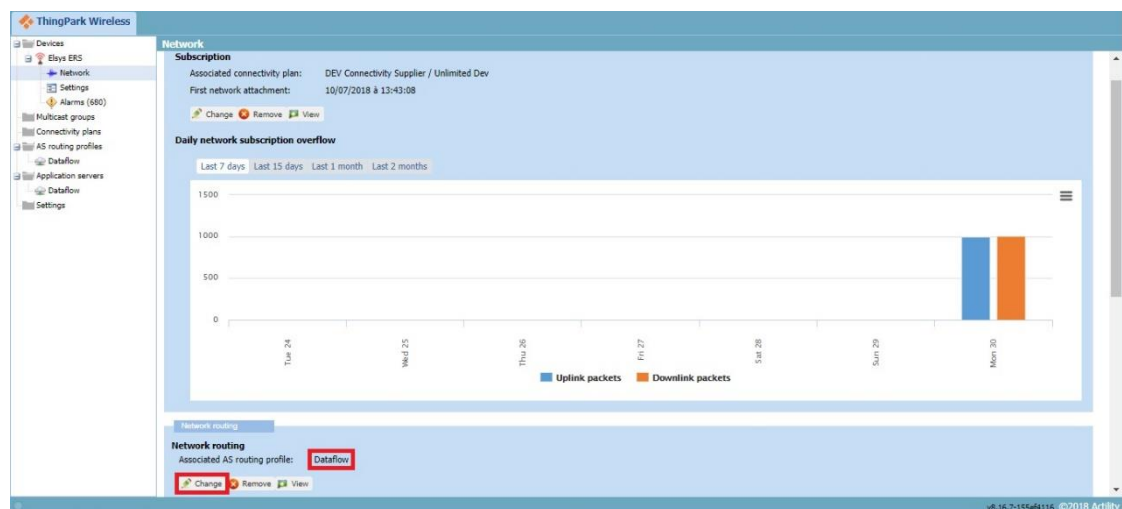 ThingPark Wireless
Devices
Elsys ERS
Network
Settings
Alarms (680)
Multicast groups
Connectivity plans
AS routing profiles
Dataflow
Application servers
Dataflow
Settings
Network
Subscription
Associated connectivity plan: DEV Connectivity Supplier / Unlimited Dev
First network attachment: 10/07/2018 à 13:43:08
Change Remove View
Daily network subscription overflow
Last 7 days Last 15 days Last 1 month Last 2 months
1500
1000
500
0
Tue 24
Wed 25
Thu 26
Fri 27
Sat 28
Sun 29
Mon 30
Uplink packets Downlink packets
Network routing
Network routing
Associated AS routing profile: Dataflow
Change Remove View
©2018 Actility